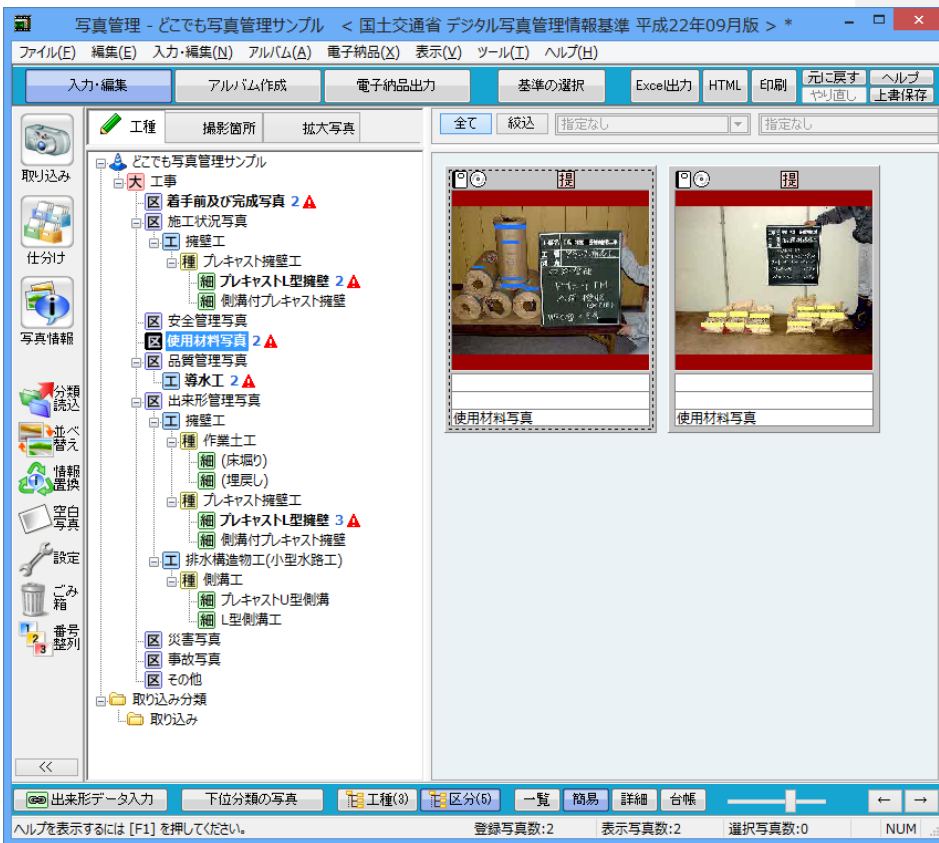 写真管理 - どこでも写真管理サンプル < 国土交通省 デジタル写真管理情報基準 平成22年09月版 > *
ファイル(F) 編集(E) 入力・編集(N) アルバム(A) 電子納品(C) 表示(V) ツール(T) ヘルプ(H)
入力・編集 アルバム作成 電子納品出力 基準の選択 Excel出力 HTML 印刷 元に戻す ヘルプ
やり直し 上書保存
取り込み
仕分け
写真情報
分類
読込
並べ
替え
情報
置換
空白
写真
設定
ごみ
箱
1 2 3 番号
整列
<<
工種 撮影箇所 拡大写真
どこでも写真管理サンプル
大 工事
区 着手前及び完成写真 2
区 施工状況写真
工 擁壁工
種 プレキャスト擁壁工
細 プレキャストL型擁壁 2
細 側溝付プレキャスト擁壁
区 安全管理写真
区 使用材料写真 2
区 品質管理写真
工 導水工 2
区 出来形管理写真
工 擁壁工
種 作業土工
細 (床堀り)
細 (埋戻し)
種 プレキャスト擁壁工
細 プレキャストL型擁壁 3
細 側溝付プレキャスト擁壁
工 排水構造物工(小型水路工)
種 側溝工
細 プレキャストU型側溝
細 L型側溝工
区 災害写真
区 事故写真
区 その他
取り込み分類
取り込み
全て 絞込 指定なし 指定なし
提
使用材料写真
提
使用材料写真
出来形データ入力 下位分類の写真 工種(3) 区分(5) 一覧 簡易 詳細 台帳 ← →
ヘルプを表示するには [F1] を押してください。 登録写真数:2 表示写真数:2 選択写真数:0 NUM